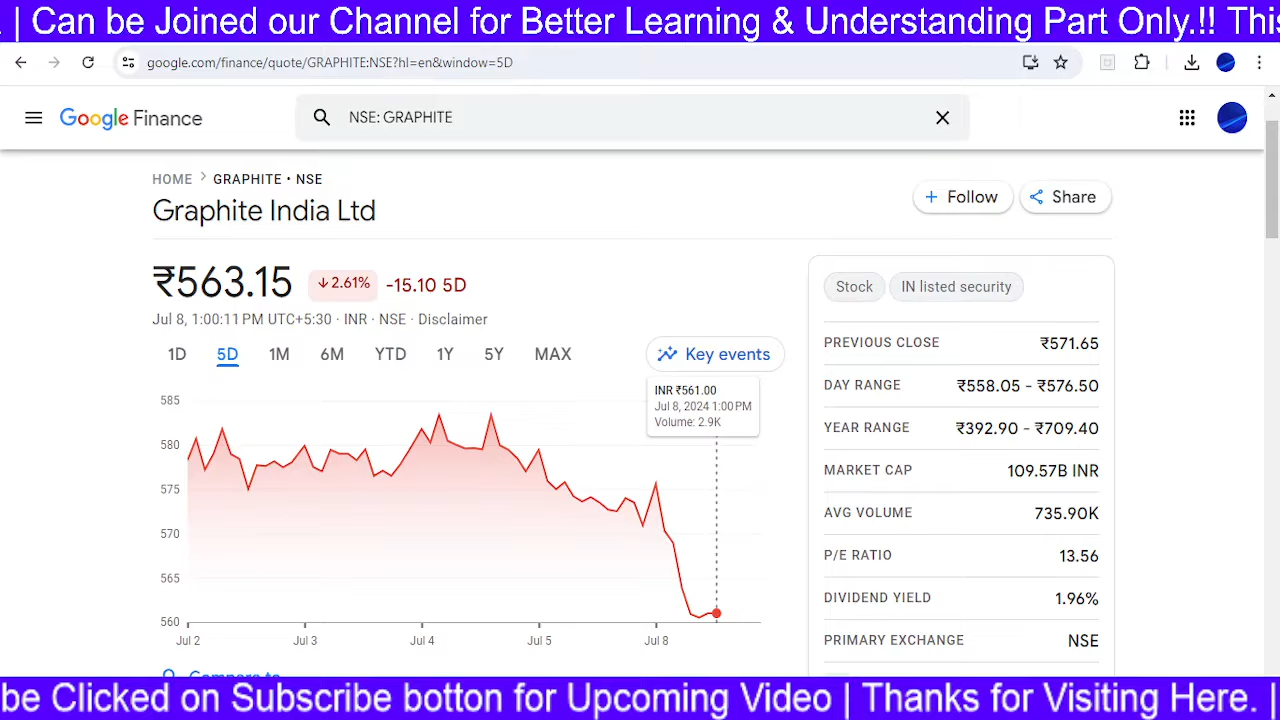 | Can be Joined our Channel for Better Learning & Understanding Part Only.!! This
google.com/finance/quote/GRAPHITE:NSE?hl=en&window=5D
Google Finance
NSE: GRAPHITE
HOME > GRAPHITE • NSE
Graphite India Ltd
+ Follow
Share
₹563.15 ↓2.61% -15.10 5D
Jul 8, 1:00:11 PM UTC+5:30 · INR · NSE · Disclaimer
1D 5D 1M 6M YTD 1Y 5Y MAX
Key events
INR ₹561.00
Jul 8, 2024 1:00 PM
Volume: 2.9K
585
580
575
570
565
560
Jul 2 Jul 3 Jul 4 Jul 5 Jul 8
Compare to
Stock IN listed security
PREVIOUS CLOSE ₹571.65
DAY RANGE ₹558.05 - ₹576.50
YEAR RANGE ₹392.90 - ₹709.40
MARKET CAP 109.57B INR
AVG VOLUME 735.90K
P/E RATIO 13.56
DIVIDEND YIELD 1.96%
PRIMARY EXCHANGE NSE
be Clicked on Subscribe botton for Upcoming Video | Thanks for Visiting Here. |